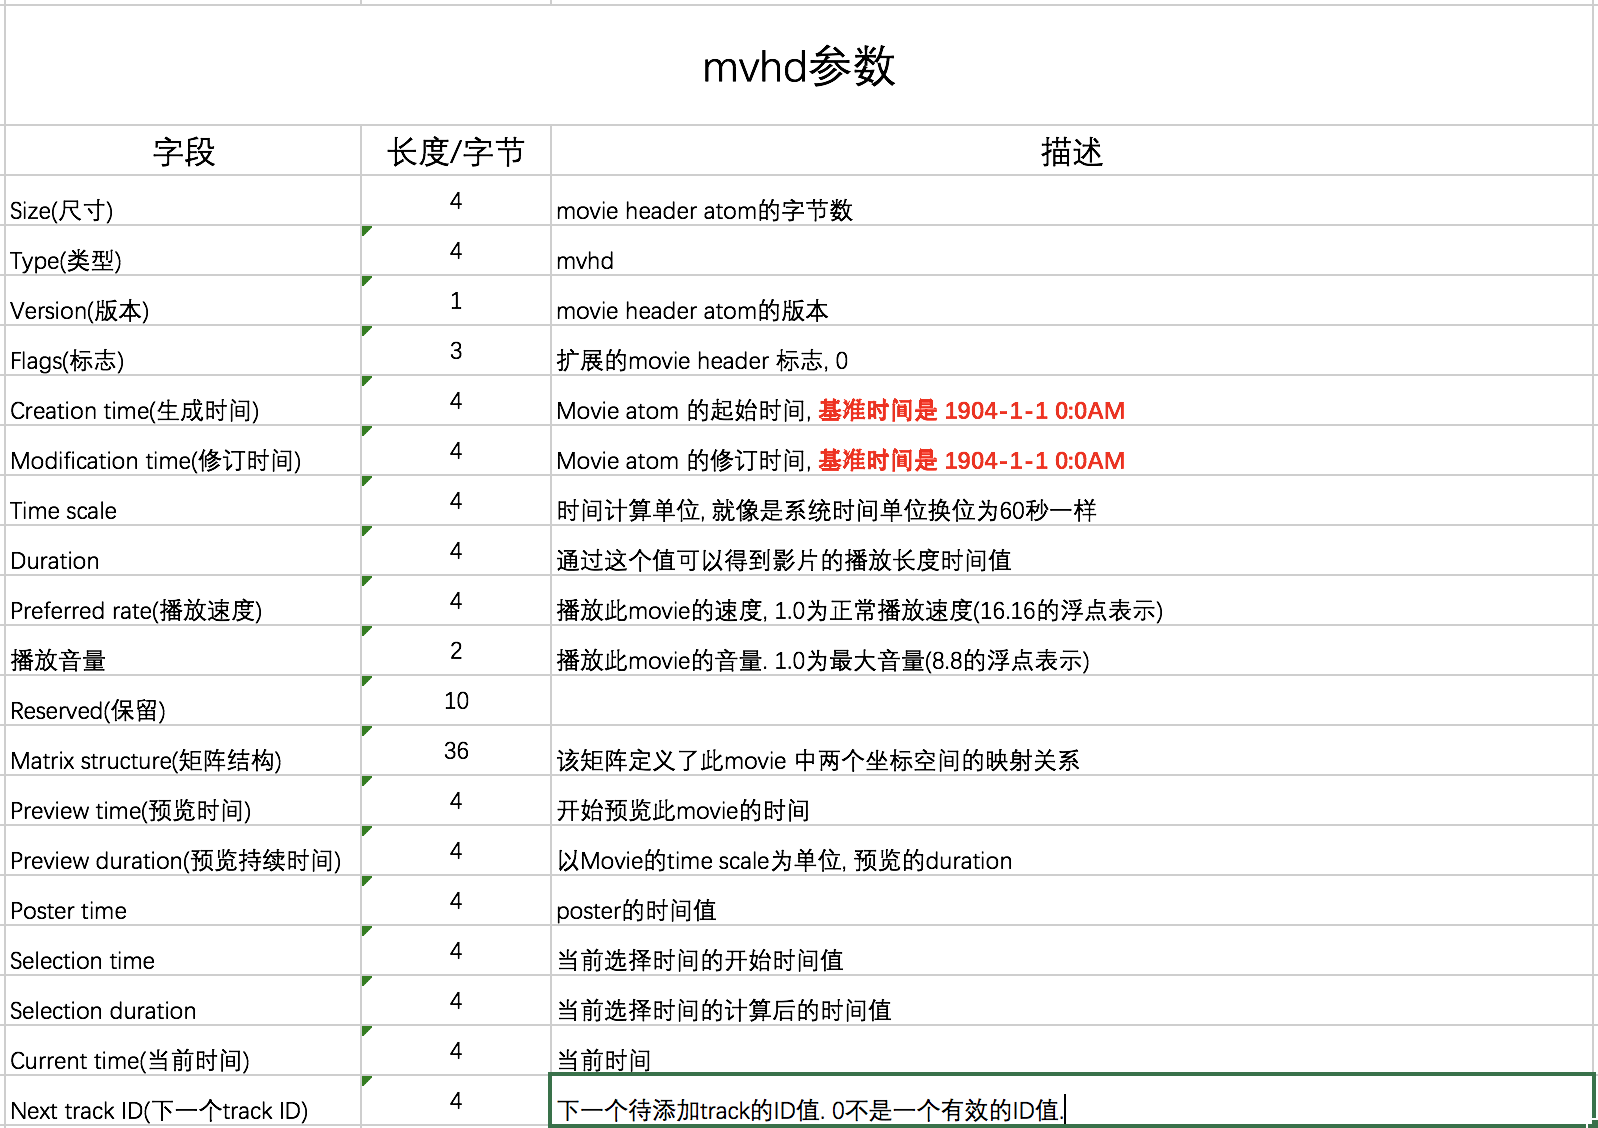 mvhd参数
字段 长度/字节 描述
Size(尺寸) 4 movie header atom的字节数
Type(类型) 4 mvhd
Version(版本) 1 movie header atom的版本
Flags(标志) 3 扩展的movie header 标志, 0
Creation time(生成时间) 4 Movie atom 的起始时间, 基准时间是 1904-1-1 0:0AM
Modification time(修订时间) 4 Movie atom 的修订时间, 基准时间是 1904-1-1 0:0AM
Time scale 4 时间计算单位, 就像是系统时间单位换位为60秒一样
Duration 4 通过这个值可以得到影片的播放长度时间值
Preferred rate(播放速度) 4 播放此movie的速度, 1.0为正常播放速度(16.16的浮点表示)
播放音量 2 播放此movie的音量. 1.0为最大音量(8.8的浮点表示)
Reserved(保留) 10
Matrix structure(矩阵结构) 36 该矩阵定义了此movie 中两个坐标空间的映射关系
Preview time(预览时间) 4 开始预览此movie的时间
Preview duration(预览持续时间) 4 以Movie的time scale为单位, 预览的duration
Poster time 4 poster的时间值
Selection time 4 当前选择时间的开始时间值
Selection duration 4 当前选择时间的计算后的时间值
Current time(当前时间) 4 当前时间
Next track ID(下一个track ID) 4 下一个待添加track的ID值. 0不是一个有效的ID值.